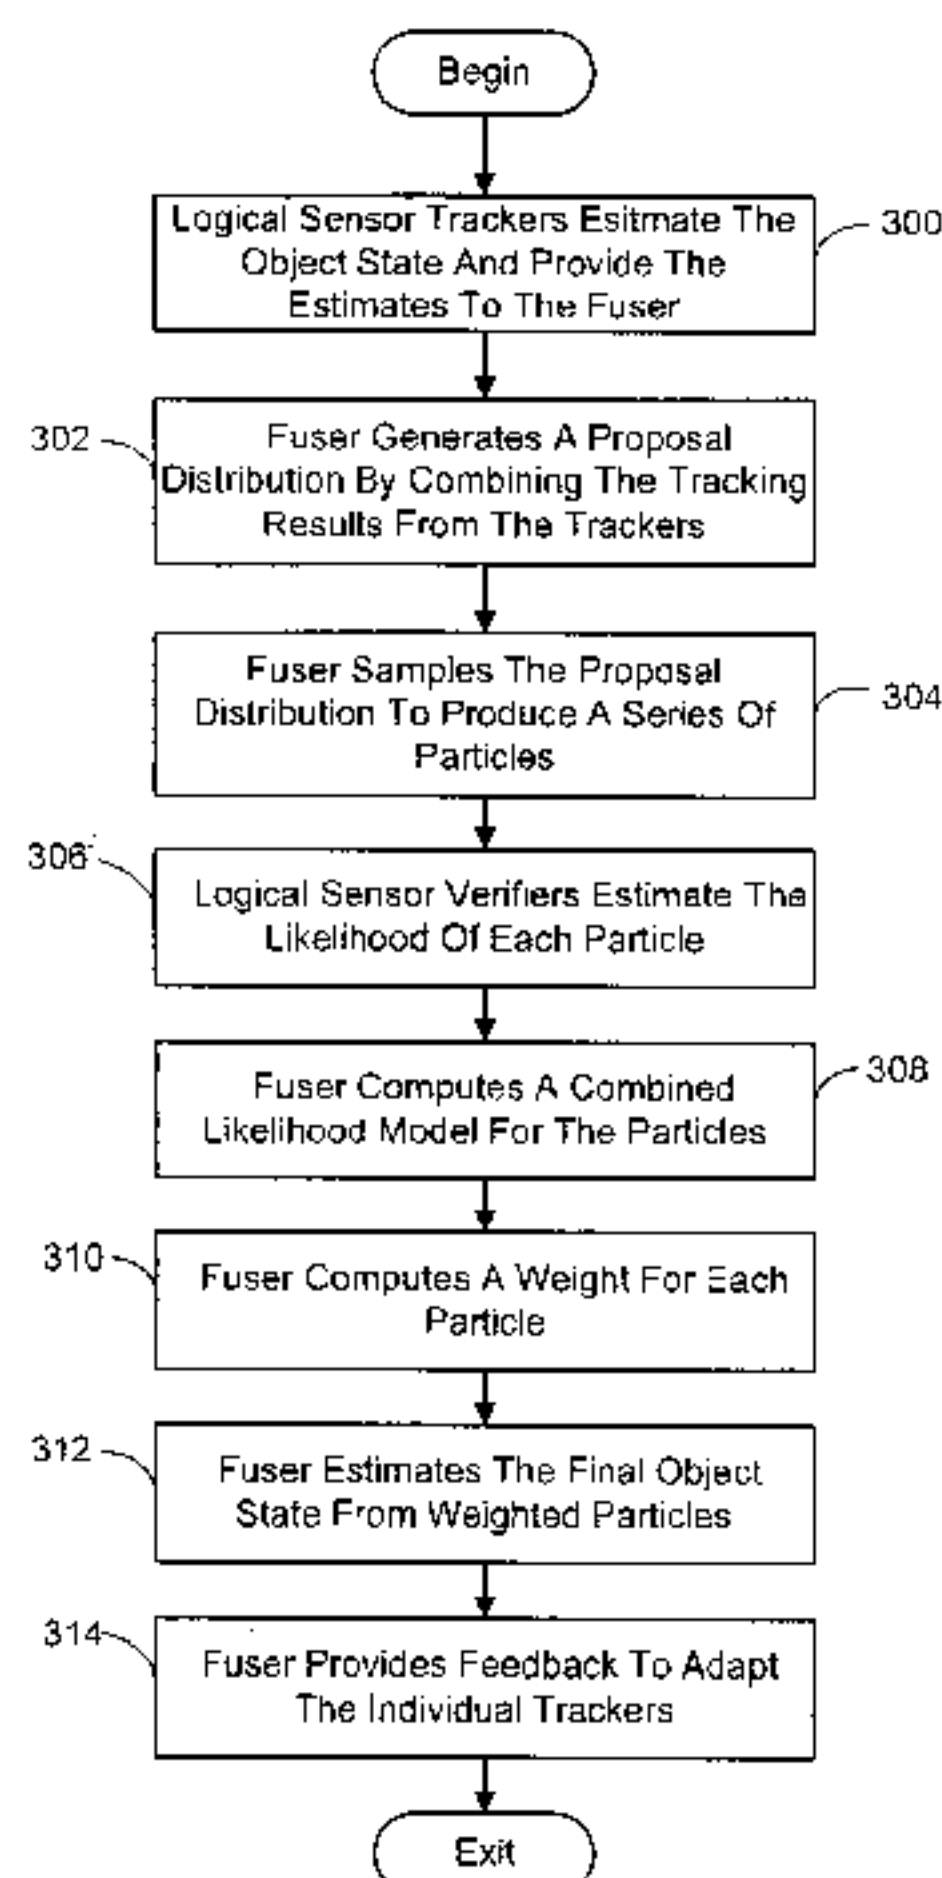 Begin
Logical Sensor Trackers Esitmate The
Object State And Provide The
Estimates To The Fuser
300
302
Fuser Generates A Proposal
Distribution By Combining The Tracking
Results From The Trackers
Fuser Samples The Proposal
Distribution To Produce A Series Of
Particles
304
306
Logical Sensor Verifiers Estimate The
Likelihood Of Each Particle
Fuser Computes A Combined
Likelihood Model For The Particles
308
310
Fuser Computes A Weight For Each
Particle
312
Fuser Estimates The Final Object
State From Weighted Particles
314
Fuser Provides Feedback To Adapt
The Individual Trackers
Exit